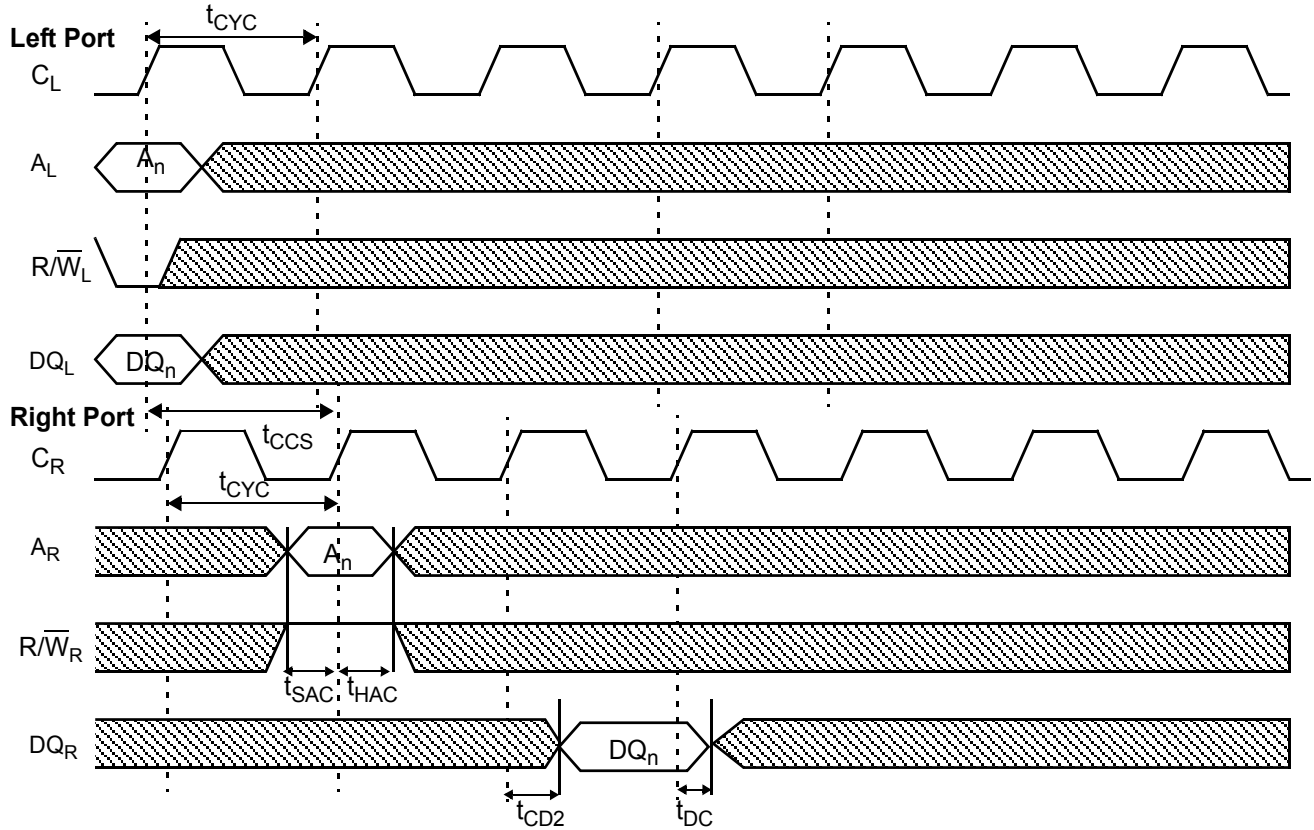 t_CYC
Left Port
C_L
A_L A_n
R/W̅_L
DQ_L DQ_n
Right Port
t_CCS
C_R
t_CYC
A_R A_n
R/W̅_R
t_SAC t_HAC
DQ_R DQ_n
t_CD2 t_DC